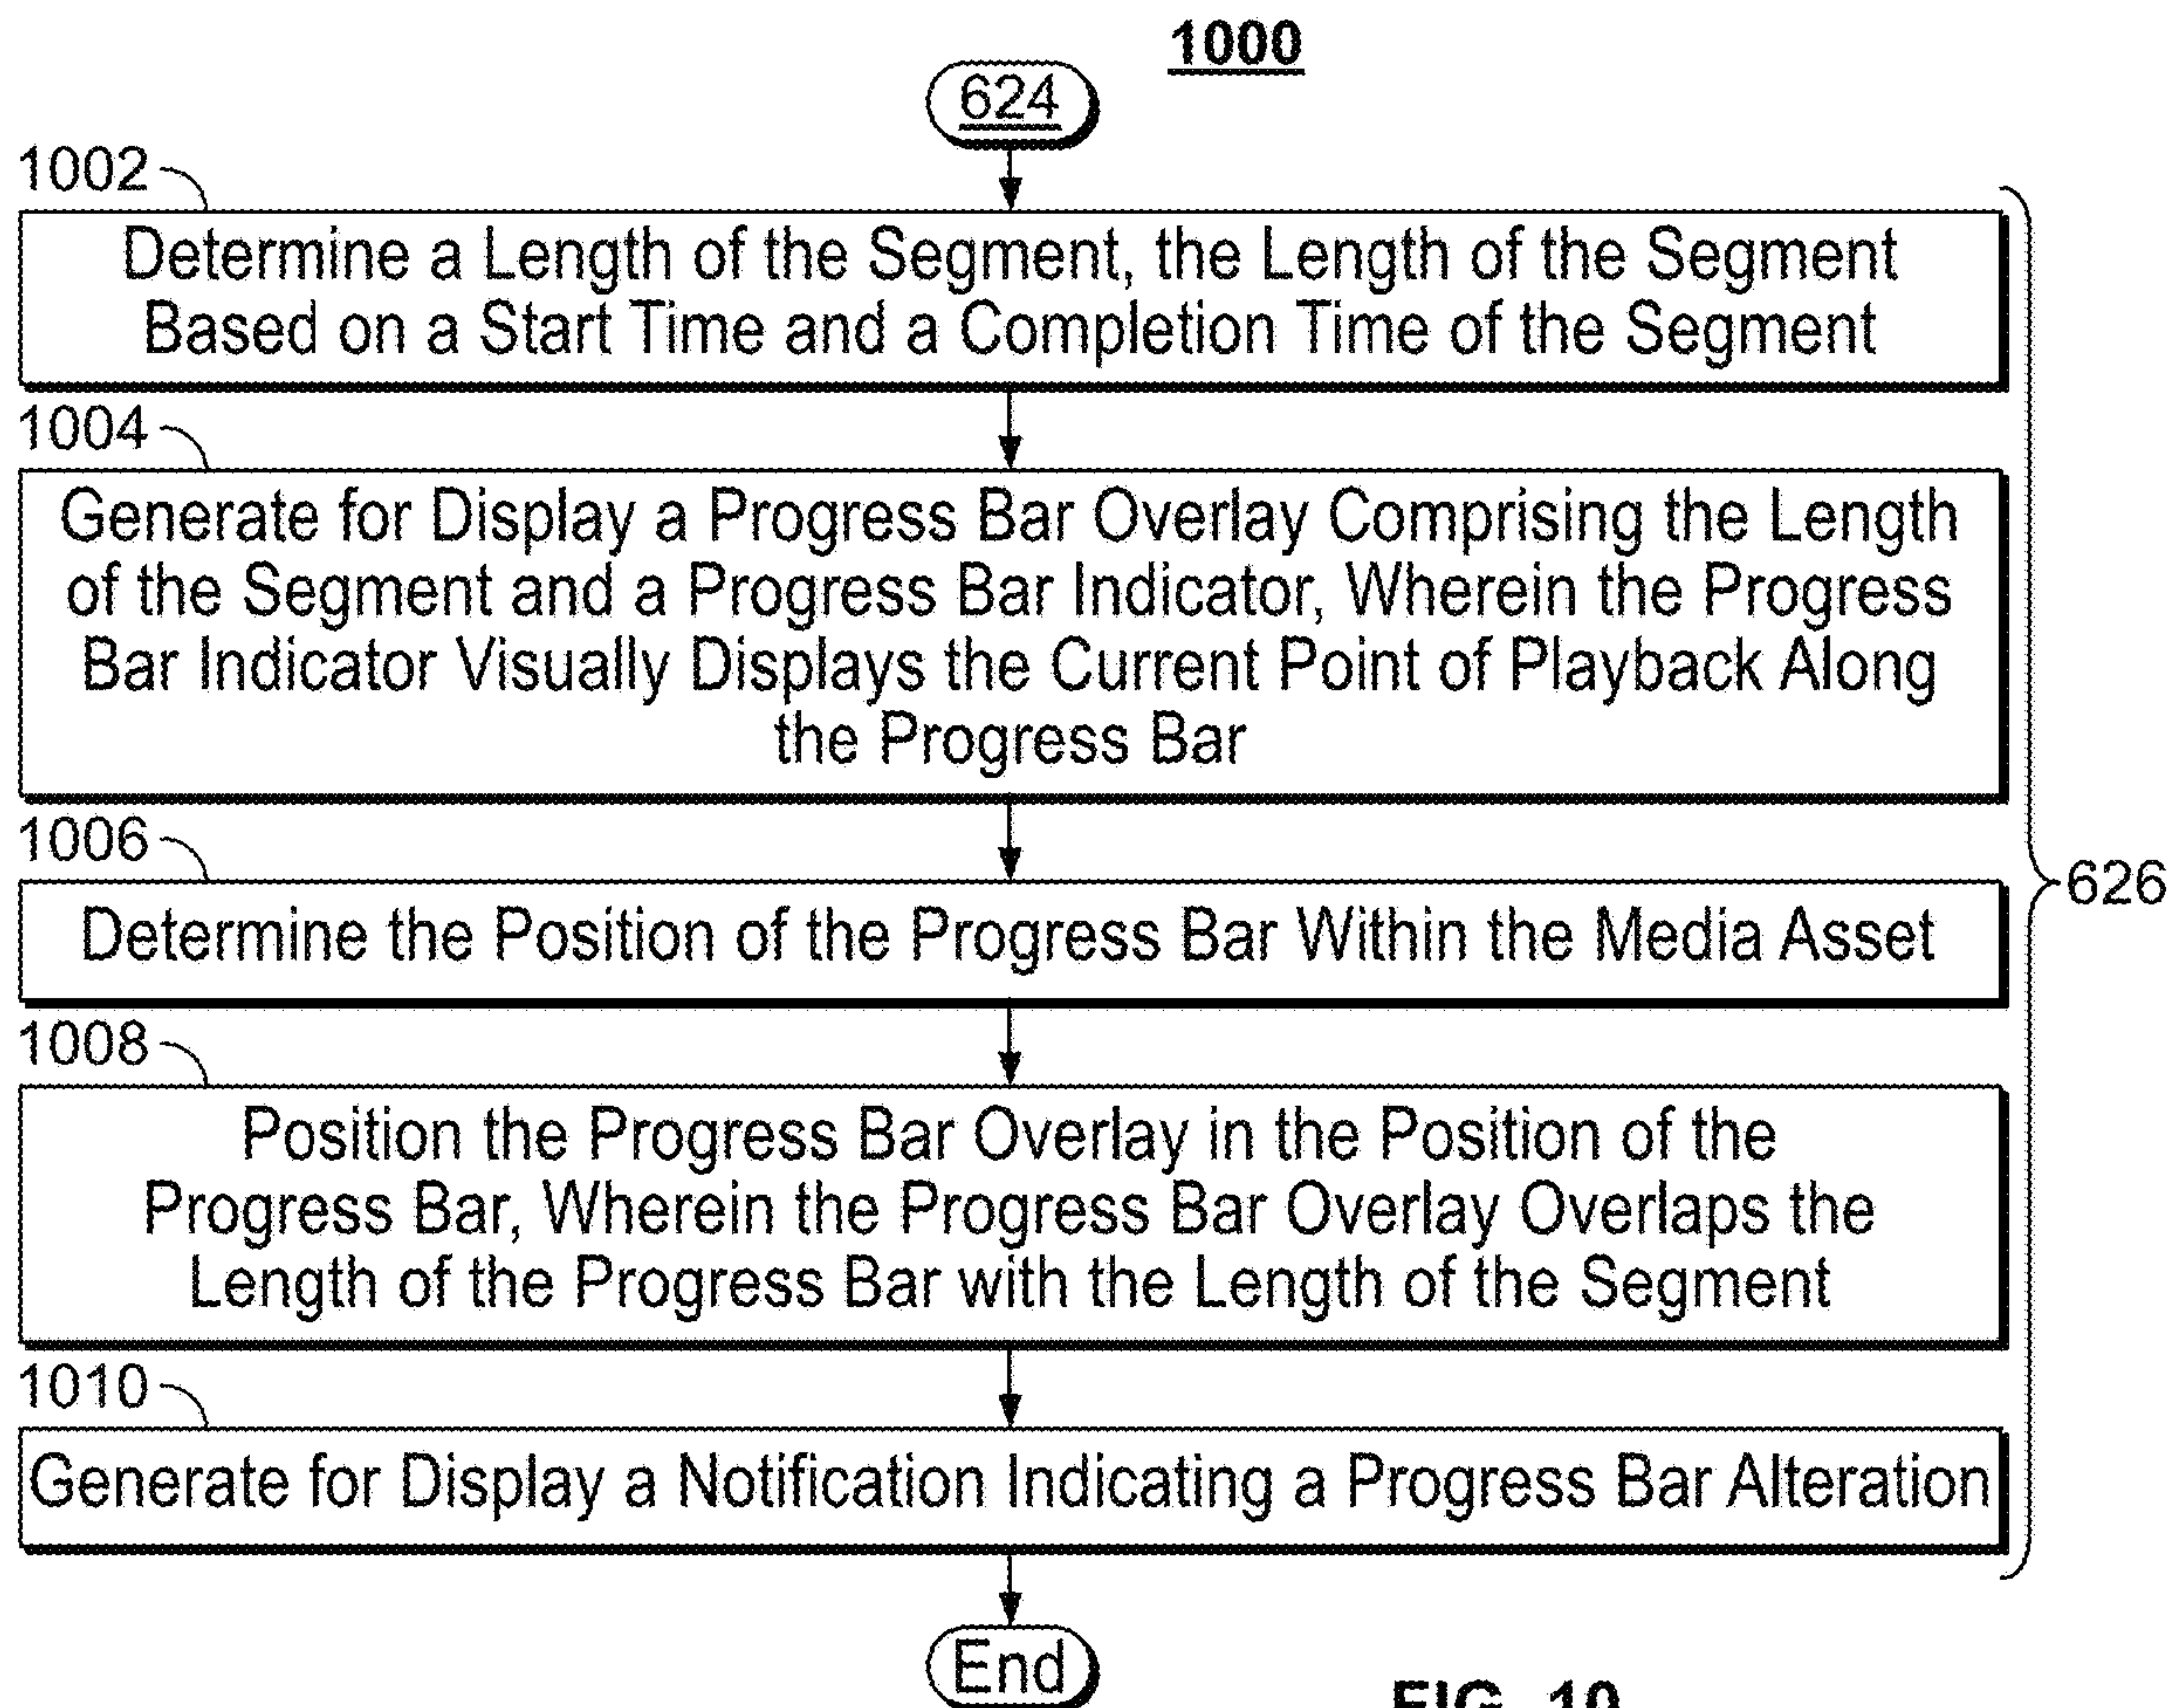 1000
624
1002
Determine a Length of the Segment, the Length of the Segment
Based on a Start Time and a Completion Time of the Segment
1004
Generate for Display a Progress Bar Overlay Comprising the Length
of the Segment and a Progress Bar Indicator, Wherein the Progress
Bar Indicator Visually Displays the Current Point of Playback Along
the Progress Bar
1006
Determine the Position of the Progress Bar Within the Media Asset
626
1008
Position the Progress Bar Overlay in the Position of the
Progress Bar, Wherein the Progress Bar Overlay Overlaps the
Length of the Progress Bar with the Length of the Segment
1010
Generate for Display a Notification Indicating a Progress Bar Alteration
End
FIG. 10